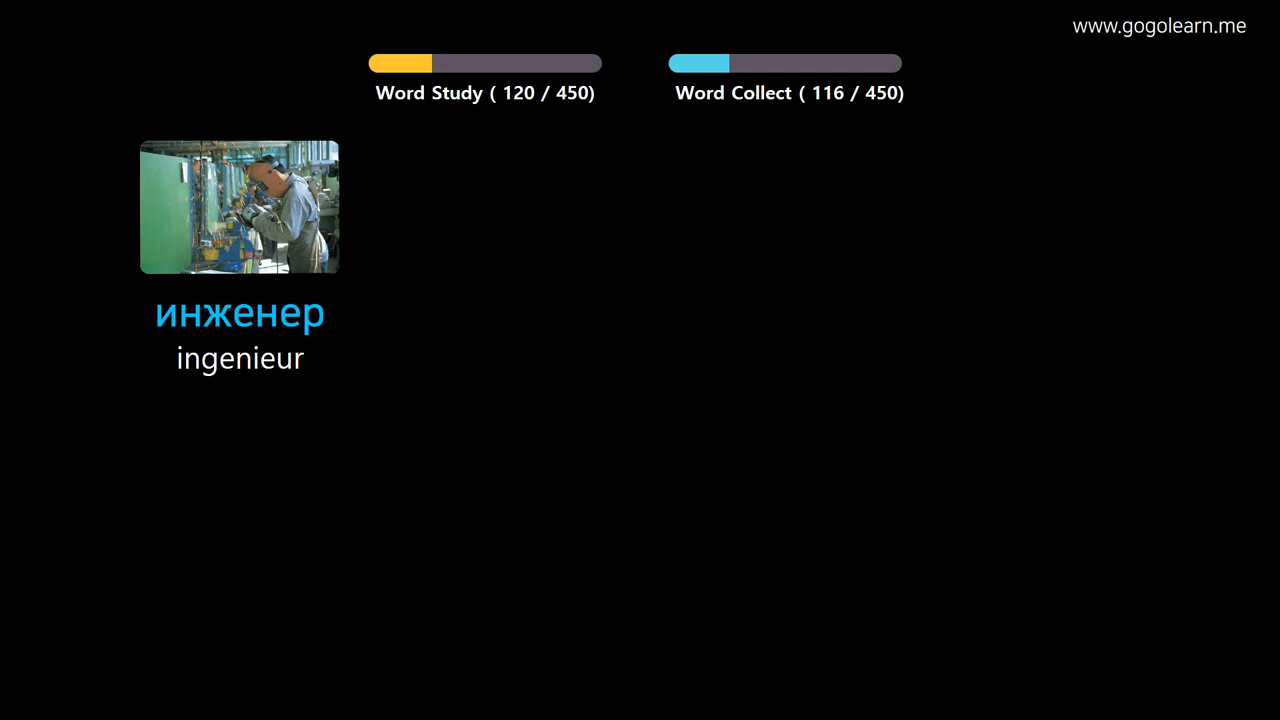 www.gogolearn.me
Word Study ( 120 / 450)
Word Collect ( 116 / 450)
инженер
ingenieur